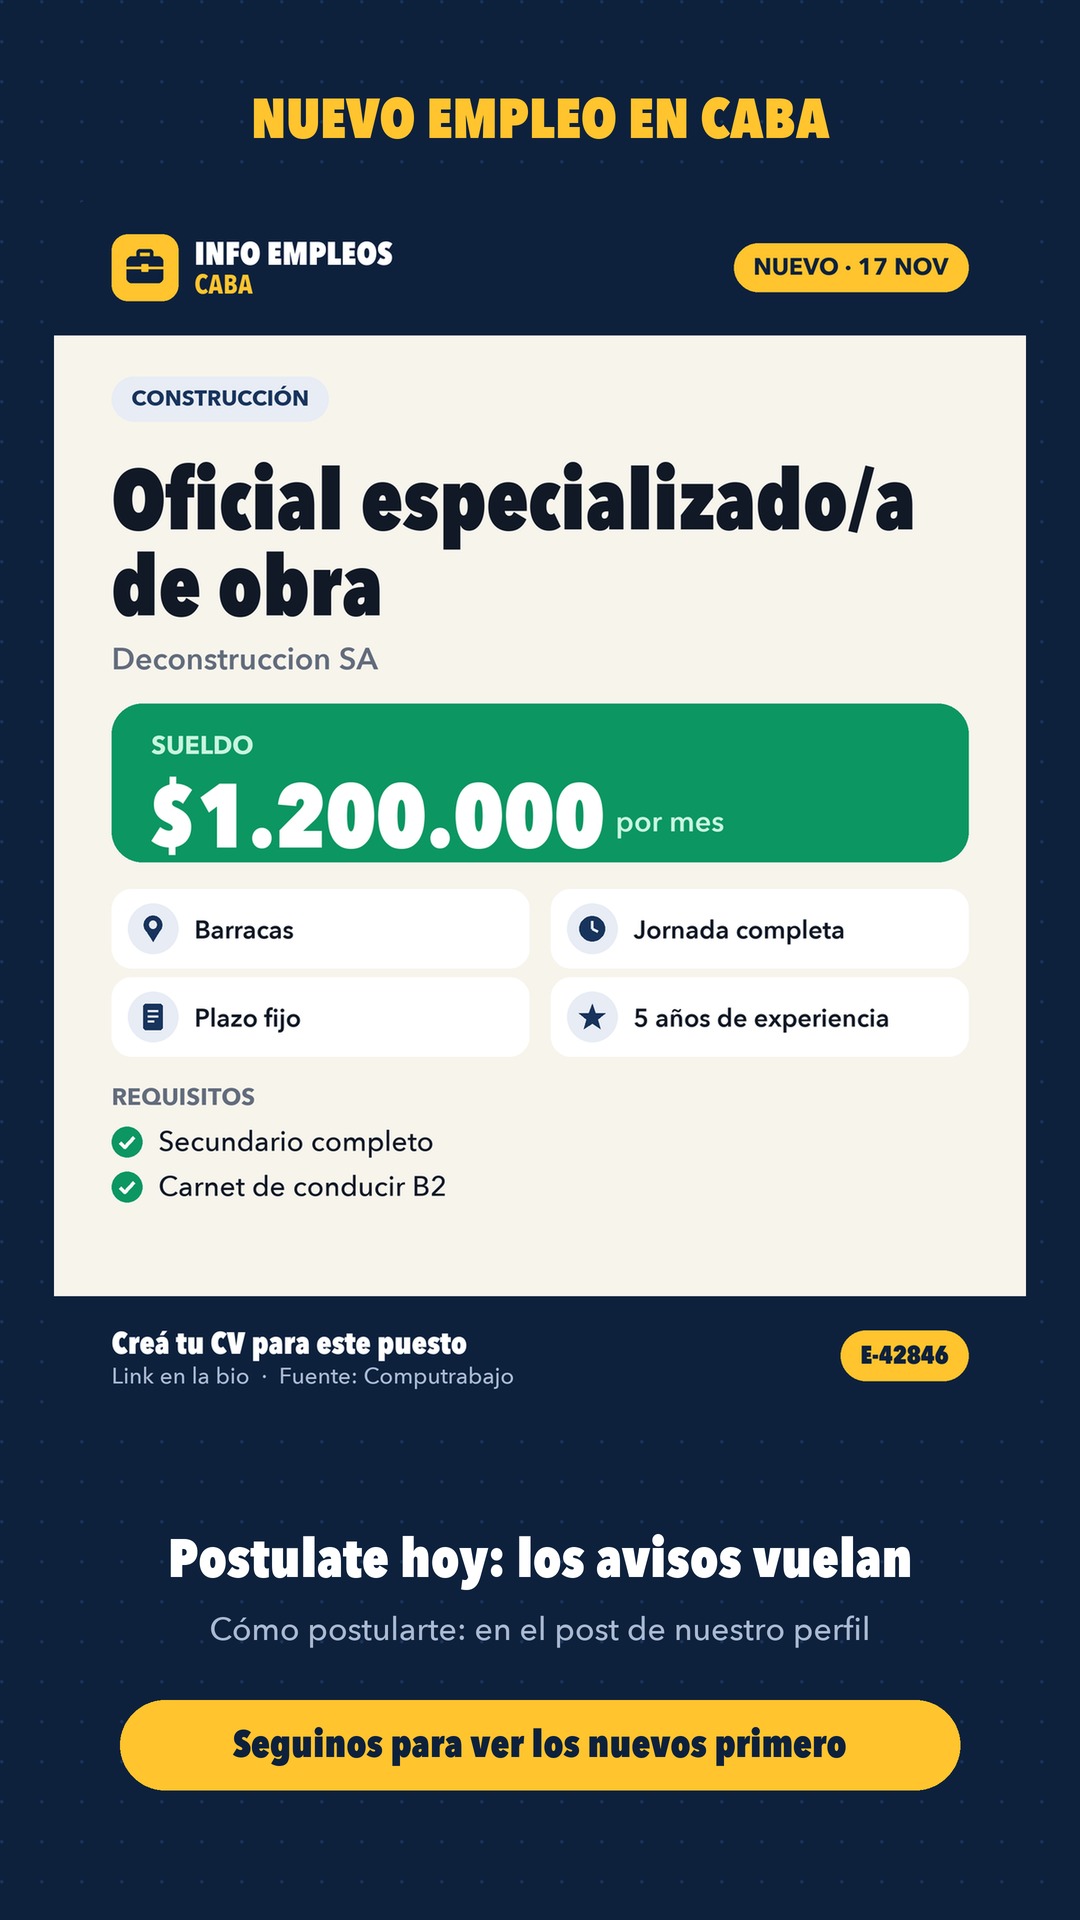 NUEVO EMPLEO EN CABA
INFO EMPLEOS
CABA
NUEVO · 17 NOV
CONSTRUCCIÓN
Oficial especializado/a
de obra
Deconstruccion SA
SUELDO
$1.200.000 por mes
Barracas
Jornada completa
Plazo fijo
5 años de experiencia
REQUISITOS
Secundario completo
Carnet de conducir B2
Creá tu CV para este puesto
Link en la bio · Fuente: Computrabajo
E-42846
Postulate hoy: los avisos vuelan
Cómo postularte: en el post de nuestro perfil
Seguinos para ver los nuevos primero